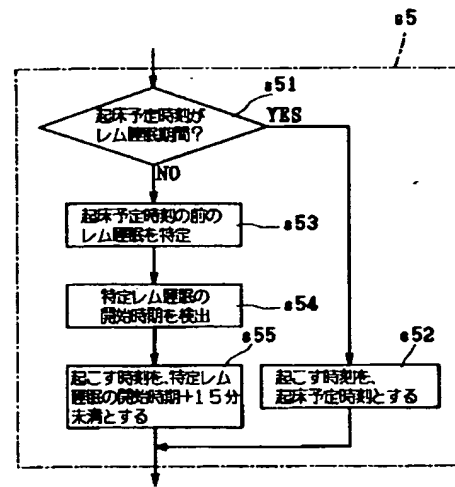 s5
s51
起床予定時刻が
レム睡眠期間?
YES
NO
起床予定時刻の前の
レム睡眠を特定
s53
特定レム睡眠の
開始時期を検出
s54
s55
起こす時刻を、特定レム
睡眠の開始時期+15分
未満とする
s52
起こす時刻を、
起床予定時刻とする